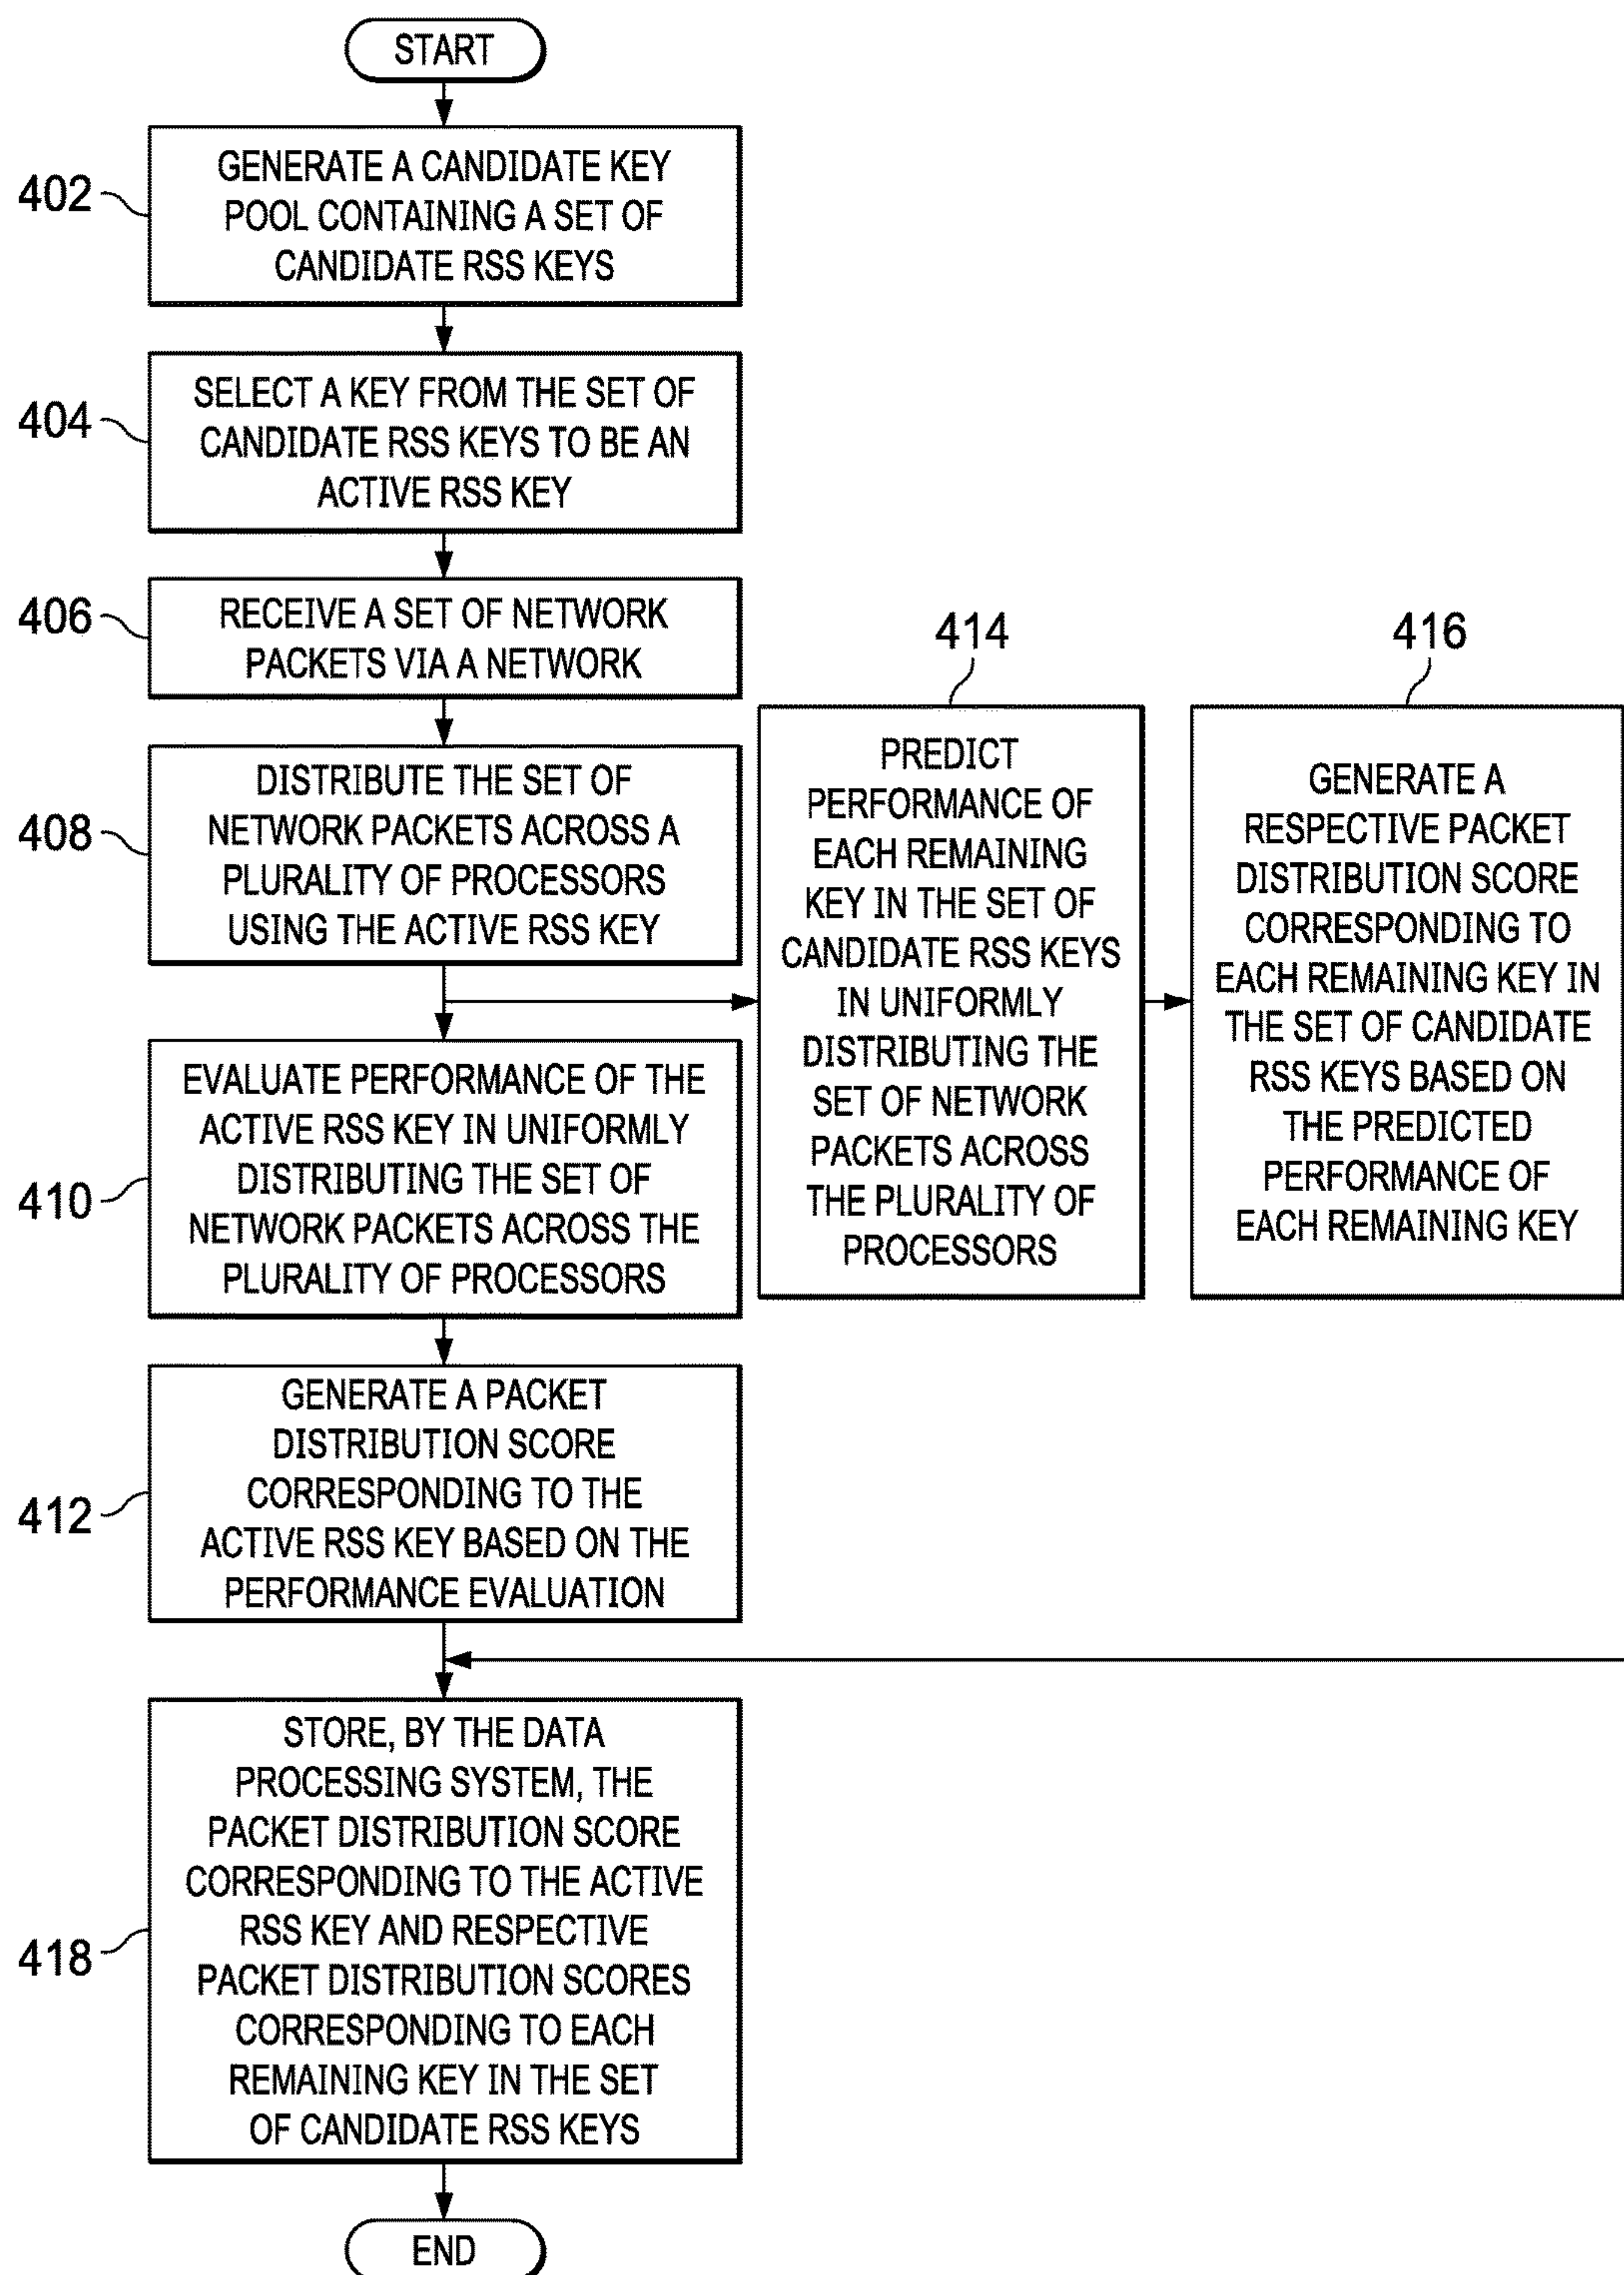 START
402
GENERATE A CANDIDATE KEY
POOL CONTAINING A SET OF
CANDIDATE RSS KEYS
404
SELECT A KEY FROM THE SET OF
CANDIDATE RSS KEYS TO BE AN
ACTIVE RSS KEY
406
RECEIVE A SET OF NETWORK
PACKETS VIA A NETWORK
408
DISTRIBUTE THE SET OF
NETWORK PACKETS ACROSS A
PLURALITY OF PROCESSORS
USING THE ACTIVE RSS KEY
414
PREDICT
PERFORMANCE OF
EACH REMAINING
KEY IN THE SET OF
CANDIDATE RSS KEYS
IN UNIFORMLY
DISTRIBUTING THE
SET OF NETWORK
PACKETS ACROSS
THE PLURALITY OF
PROCESSORS
416
GENERATE A
RESPECTIVE PACKET
DISTRIBUTION SCORE
CORRESPONDING TO
EACH REMAINING KEY IN
THE SET OF CANDIDATE
RSS KEYS BASED ON
THE PREDICTED
PERFORMANCE OF
EACH REMAINING KEY
410
EVALUATE PERFORMANCE OF THE
ACTIVE RSS KEY IN UNIFORMLY
DISTRIBUTING THE SET OF
NETWORK PACKETS ACROSS THE
PLURALITY OF PROCESSORS
412
GENERATE A PACKET
DISTRIBUTION SCORE
CORRESPONDING TO THE
ACTIVE RSS KEY BASED ON THE
PERFORMANCE EVALUATION
418
STORE, BY THE DATA
PROCESSING SYSTEM, THE
PACKET DISTRIBUTION SCORE
CORRESPONDING TO THE ACTIVE
RSS KEY AND RESPECTIVE
PACKET DISTRIBUTION SCORES
CORRESPONDING TO EACH
REMAINING KEY IN THE SET
OF CANDIDATE RSS KEYS
END